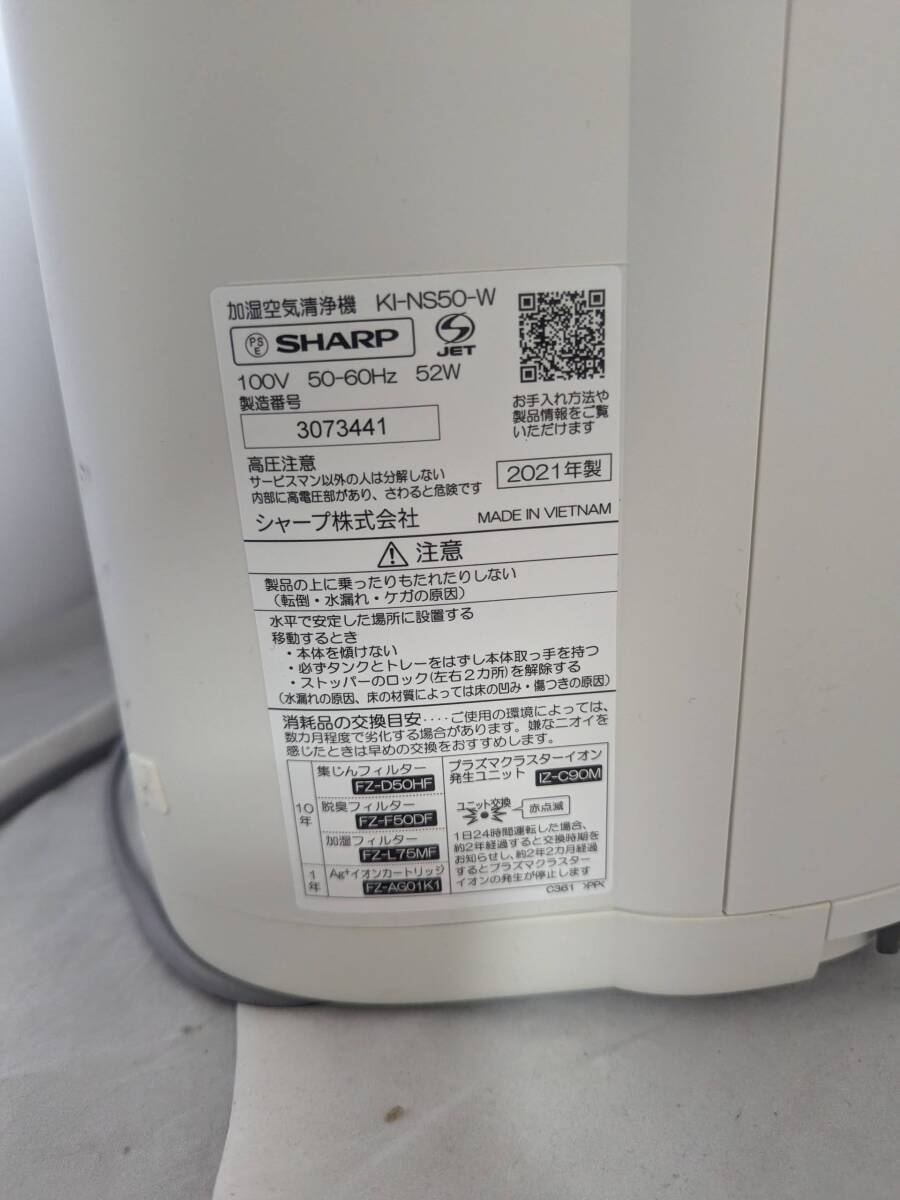 加湿空気清浄機 KI-NS50-W
PSE SHARP
JET
100V 50-60Hz 52W
製造番号
3073441
お手入れ方法や
製品情報をご覧
いただけます
高圧注意
サービスマン以外の人は分解しない
内部に高電圧部があり、さわると危険です
2021年製
シャープ株式会社 MADE IN VIETNAM
注意
製品の上に乗ったりもたれたりしない
（転倒・水漏れ・ケガの原因）
水平で安定した場所に設置する
移動するとき
・本体を傾けない
・必ずタンクとトレーをはずし本体取っ手を持つ
・ストッパーのロック(左右2カ所)を解除する
（水漏れの原因、床の材質によっては床の凹み・傷つきの原因）
消耗品の交換目安‥‥ご使用の環境によっては、
数カ月程度で劣化する場合があります。嫌なニオイを
感じたときは早めの交換をおすすめします。
10年
集じんフィルター
FZ-D50HF
脱臭フィルター
FZ-F50DF
加湿フィルター
FZ-L75MF
1年
Ag+イオンカートリッジ
FZ-AG01K1
プラズマクラスターイオン
発生ユニット IZ-C90M
ユニット交換
赤点滅
1日24時間運転した場合、
約2年経過すると交換時期を
お知らせし、約2年2カ月経過
するとプラズマクラスター
イオンの発生が停止します
C361 >PP<